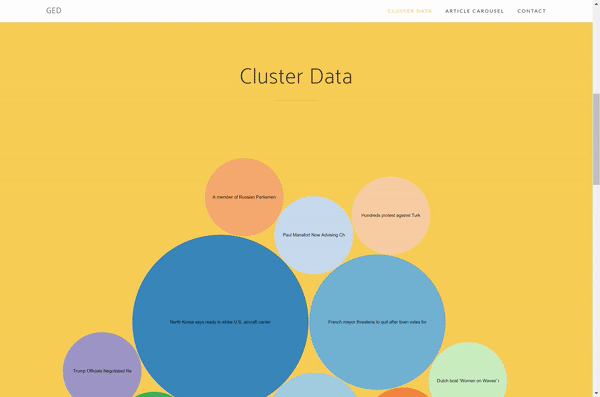 GED
CLUSTER DATA
ARTICLE CAROUSEL
CONTACT
Cluster Data
A member of Russian Parliamen
Hundreds protest against Turk
Paul Manafort Now Advising Ch
North Korea says ready to strike U.S. aircraft carrier
French mayor threatens to quit after town votes for
Trump Officials Negotiated Re
Dutch boat 'Women on Waves' i